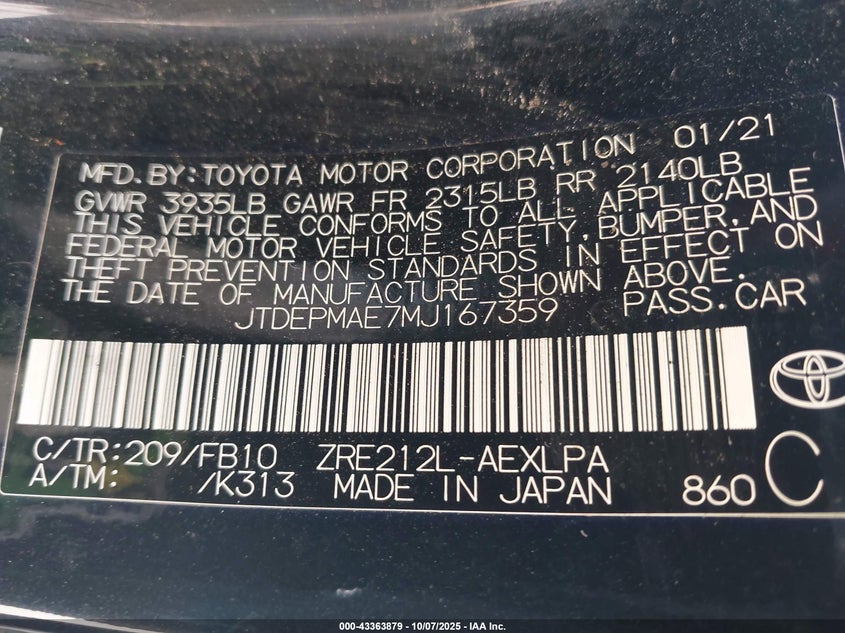 MFD. BY: TOYOTA MOTOR CORPORATION 01/21
GVWR 3935LB GAWR FR 2315LB RR 2140LB
THIS VEHICLE CONFORMS TO ALL APPLICABLE
FEDERAL MOTOR VEHICLE SAFETY, BUMPER, AND
THEFT PREVENTION STANDARDS IN EFFECT ON
THE DATE OF MANUFACTURE SHOWN ABOVE.
JTDEPMAE7MJ167359 PASS. CAR
C/TR: 209/FB10 ZRE212L-AEXLPA
A/TM: /K313 MADE IN JAPAN 860 C
000-43363879 - 10/07/2025 - IAA Inc.